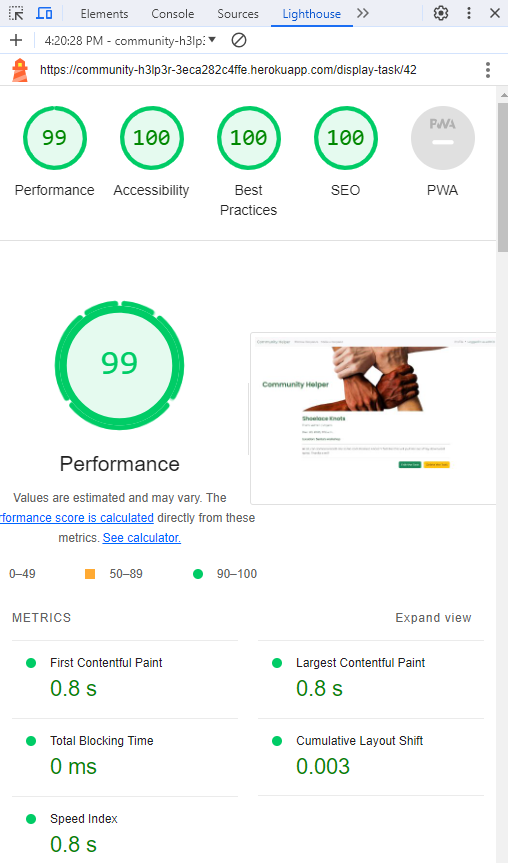 Elements Console Sources Lighthouse
4:20:28 PM - community-h3lp3r
https://community-h3lp3r-3eca282c4ffe.herokuapp.com/display-task/42
99 100 100 100 PWA
Performance Accessibility Best Practices SEO PWA
99
Community Helper
Community Helper
Shoelace Knots
Performance
Values are estimated and may vary. The
rformance score is calculated directly from these
metrics. See calculator.
0–49 50–89 90–100
METRICS Expand view
First Contentful Paint Largest Contentful Paint
0.8 s 0.8 s
Total Blocking Time Cumulative Layout Shift
0 ms 0.003
Speed Index
0.8 s